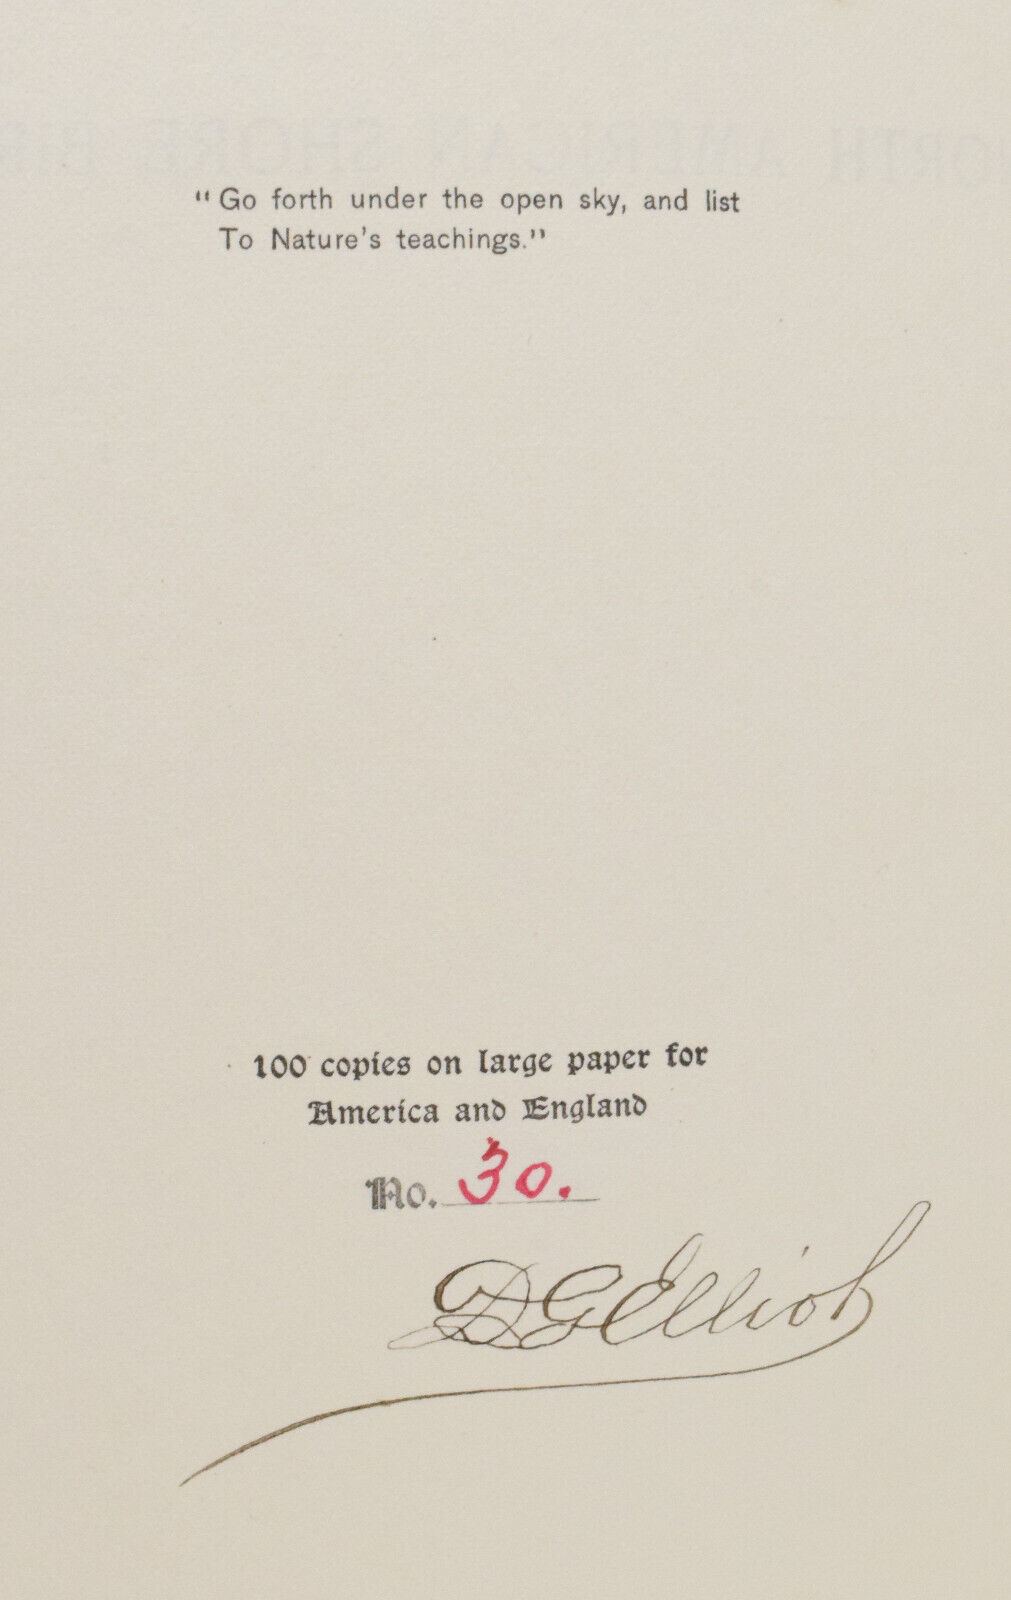 "Go forth under the open sky, and list
To Nature's teachings."
100 copies on large paper for
America and England
No. 30.
DGElliot